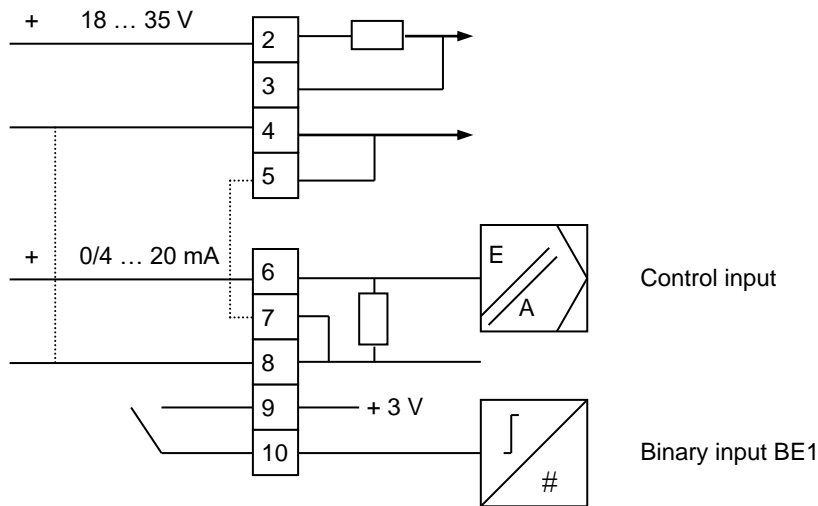 + 18 … 35 V
2
3
4
5
+ 0/4 … 20 mA
6
7
8
9
10
+ 3 V
E
A
Control input
#
Binary input BE1